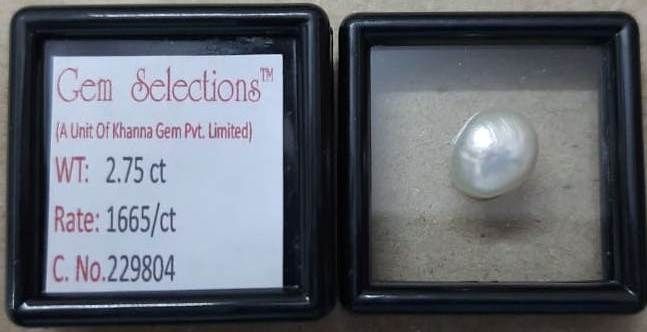 Gem Selections™
(A Unit Of Khanna Gem Pvt. Limited)
WT: 2.75 ct
Rate: 1665/ct
C. No.229804